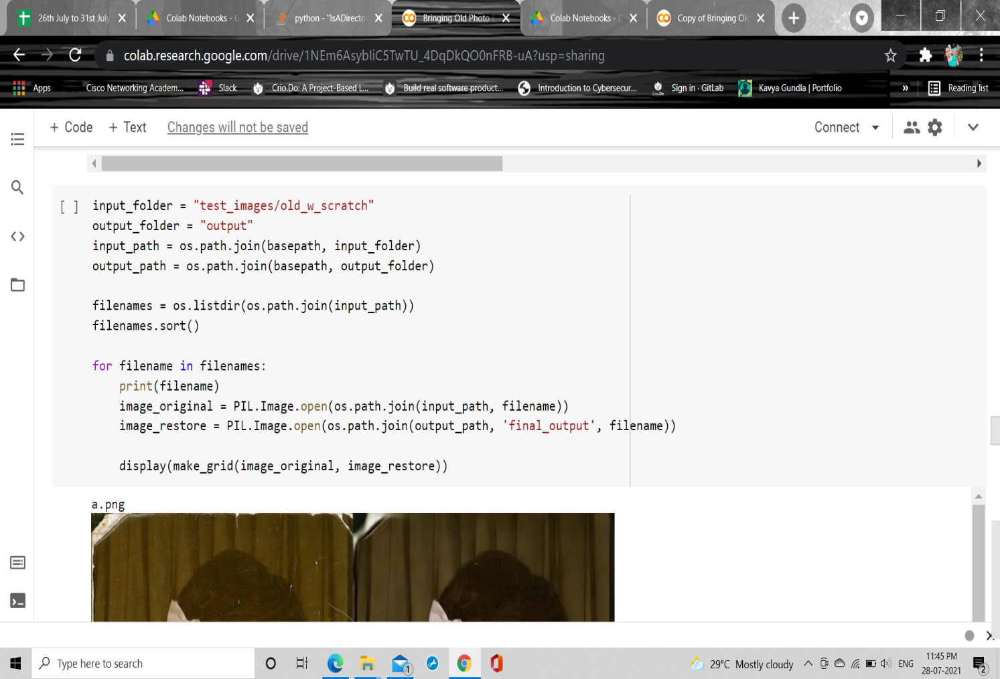 26th July to 31st July
Colab Notebooks - G
python - "IsADirecto
Bringing Old Photo
Colab Notebooks -
Copy of Bringing Ol
colab.research.google.com/drive/1NEm6AsybliC5TwTU_4DqDkQO0nFRB-uA?usp=sharing
Apps
Cisco Networking Academ...
Slack
Crio.Do: A Project-Based L...
Build real software product...
Introduction to Cybersecur...
Sign in · GitLab
Kavya Gundla | Portfolio
»
Reading list
+ Code + Text Changes will not be saved
Connect
[ ] input_folder = "test_images/old_w_scratch"
output_folder = "output"
input_path = os.path.join(basepath, input_folder)
output_path = os.path.join(basepath, output_folder)
filenames = os.listdir(os.path.join(input_path))
filenames.sort()
for filename in filenames:
print(filename)
image_original = PIL.Image.open(os.path.join(input_path, filename))
image_restore = PIL.Image.open(os.path.join(output_path, 'final_output', filename))
display(make_grid(image_original, image_restore))
a.png
Type here to search
1
29°C Mostly cloudy
ENG
11:45 PM
28-07-2021
2